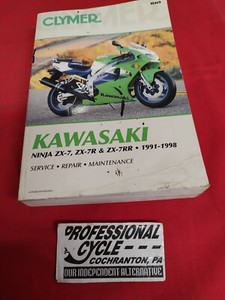 CLYMER
KAWASAKI
NINJA ZX-7, ZX-7R & ZX-7RR • 1991-1998
SERVICE • REPAIR • MAINTENANCE
PROFESSIONAL
CYCLE
COCHRANTON, PA
OUR INDEPENDENT ALTERNATIVE